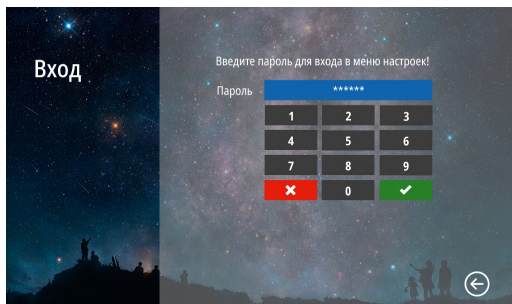 Вход
Введите пароль для входа в меню настроек!
Пароль ******
1 2 3
4 5 6
7 8 9
0